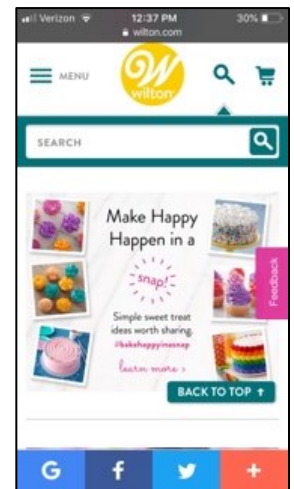 Verizon 12:37 PM 30%
wilton.com
MENU
W
wilton
SEARCH
Make Happy
Happen in a
snap!
Simple sweet treat
ideas worth sharing.
#bakehappyinasnap
learn more ›
Feedback
BACK TO TOP ↑
G f +